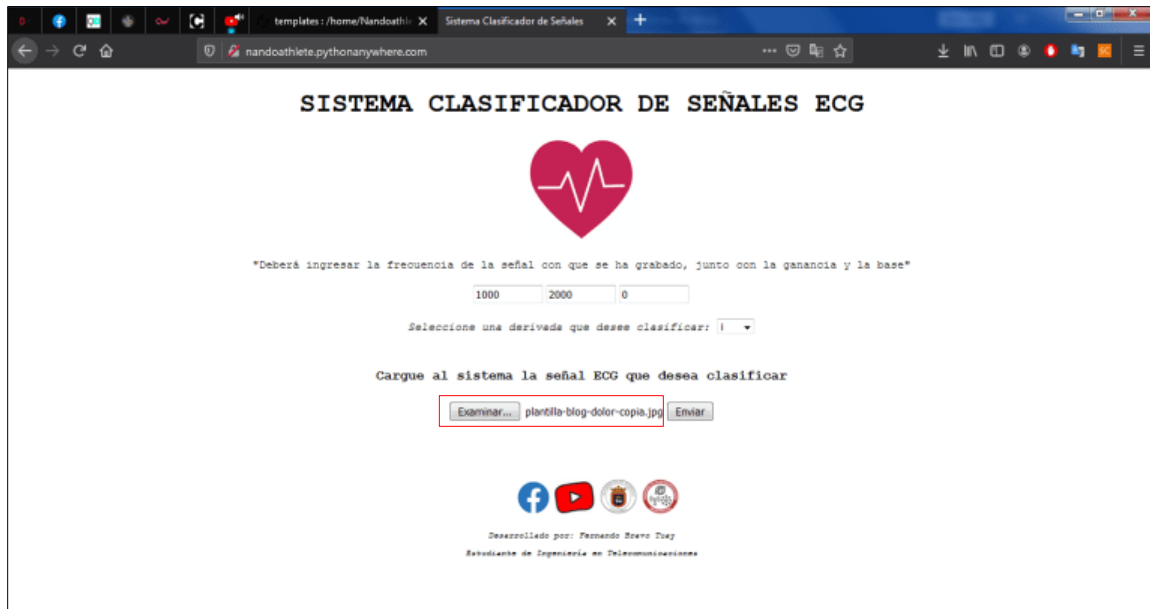 templates : /home/Nandoathle
Sistema Clasificador de Señales
nandoathlete.pythonanywhere.com
SISTEMA CLASIFICADOR DE SEÑALES ECG
"Deberá ingresar la frecuencia de la señal con que se ha grabado, junto con la ganancia y la base"
1000 2000 0
Seleccione una derivada que desee clasificar: I
Cargue al sistema la señal ECG que desea clasificar
Examinar... plantilla-blog-dolor-copia.jpg Enviar
Desarrollado por: Fernando Bravo Tuay
Estudiante de Ingeniería en Telecomunicaciones